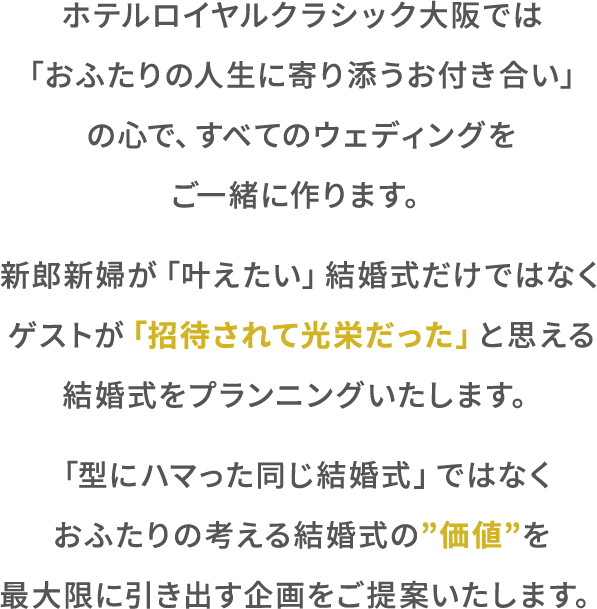 ホテルロイヤルクラシック大阪では
「おふたりの人生に寄り添うお付き合い」
の心で、すべてのウェディングを
ご一緒に作ります。
新郎新婦が「叶えたい」結婚式だけではなく
ゲストが「招待されて光栄だった」と思える
結婚式をプランニングいたします。
「型にハマった同じ結婚式」ではなく
おふたりの考える結婚式の”価値”を
最大限に引き出す企画をご提案いたします。